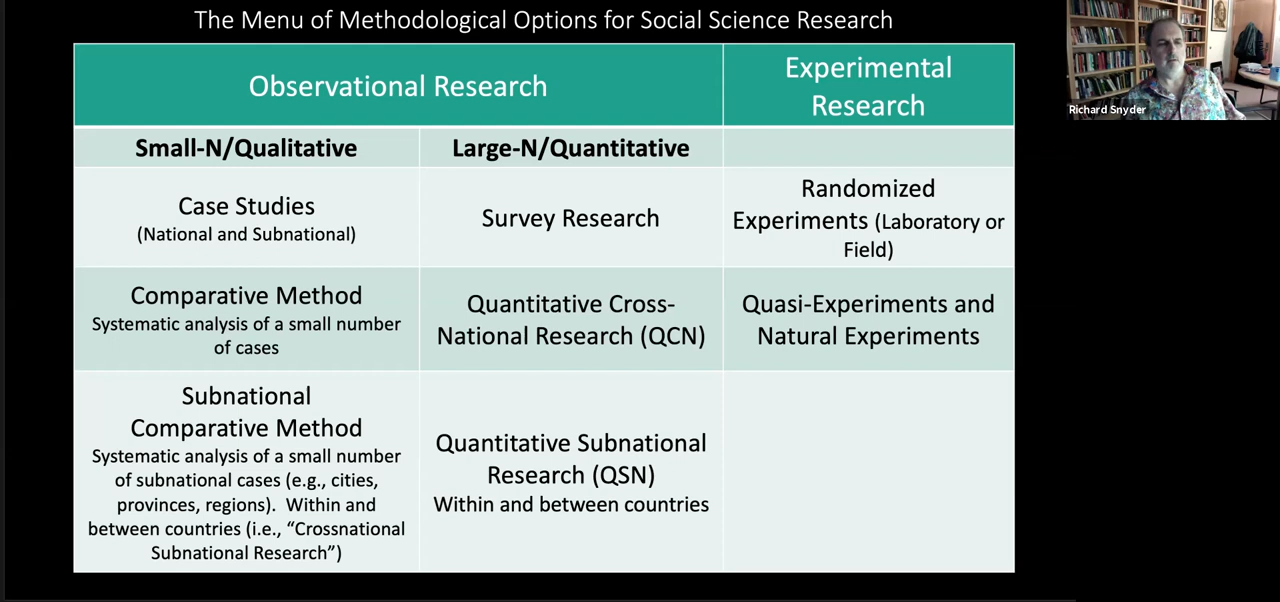 The Menu of Methodological Options for Social Science Research
Observational Research
Experimental
Research
Small-N/Qualitative
Large-N/Quantitative
Case Studies
(National and Subnational)
Survey Research
Randomized
Experiments (Laboratory or
Field)
Comparative Method
Systematic analysis of a small number
of cases
Quantitative Cross-
National Research (QCN)
Quasi-Experiments and
Natural Experiments
Subnational
Comparative Method
Systematic analysis of a small number
of subnational cases (e.g., cities,
provinces, regions).  Within and
between countries (i.e., “Crossnational
Subnational Research”)
Quantitative Subnational
Research (QSN)
Within and between countries
Richard Snyder